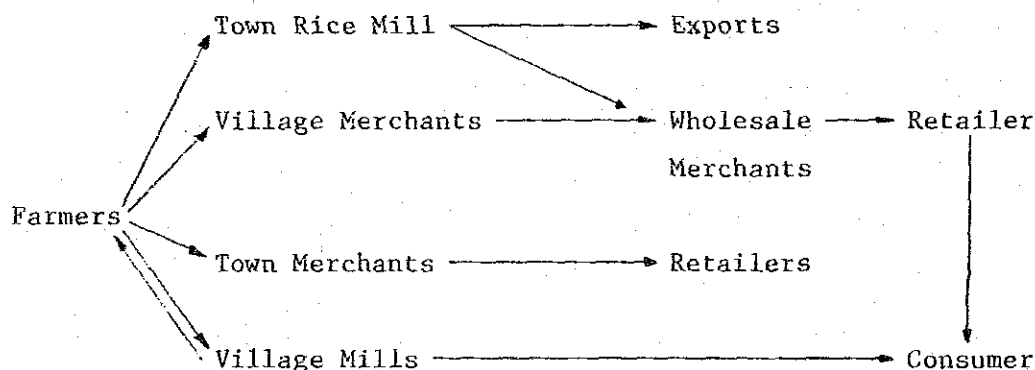 Town Rice Mill Exports
Village Merchants Wholesale Retailer
Merchants
Farmers
Town Merchants Retailers
Village Mills Consumer